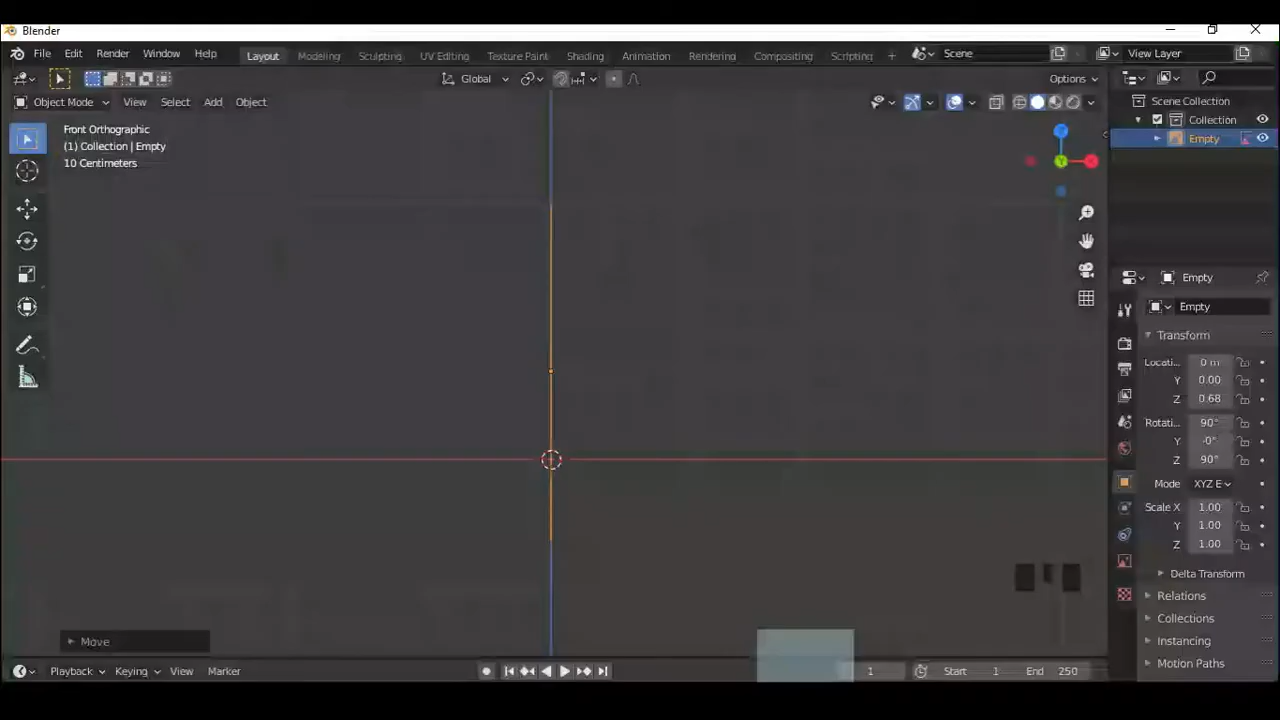 Blender
File Edit Render Window Help Layout Modeling Sculpting UV Editing Texture Paint Shading Animation Rendering Compositing Scripting + Scene View Layer
Global Options
Object Mode View Select Add Object
Scene Collection
Collection
Empty
Front Orthographic
(1) Collection | Empty
10 Centimeters
Y
Empty
Empty
Transform
Locati... 0 m
Y 0.00
Z 0.68
Rotati... 90°
Y -0°
Z 90°
Mode XYZ E
Scale X 1.00
Y 1.00
Z 1.00
Delta Transform
Relations
Collections
Instancing
Motion Paths
Move
Playback Keying View Marker 1 Start 1 End 250